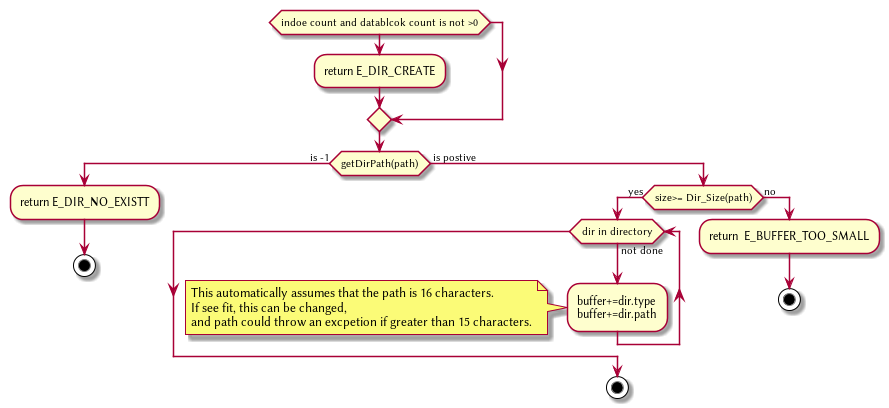 indoe count and datablcok count is not >0
return E_DIR_CREATE
is -1
getDirPath(path)
is postive
return E_DIR_NO_EXISTT
yes
size>= Dir_Size(path)
no
dir in directory
return  E_BUFFER_TOO_SMALL
not done
This automatically assumes that the path is 16 characters.
If see fit, this can be changed,
and path could throw an excpetion if greater than 15 characters.
buffer+=dir.type
buffer+=dir.path